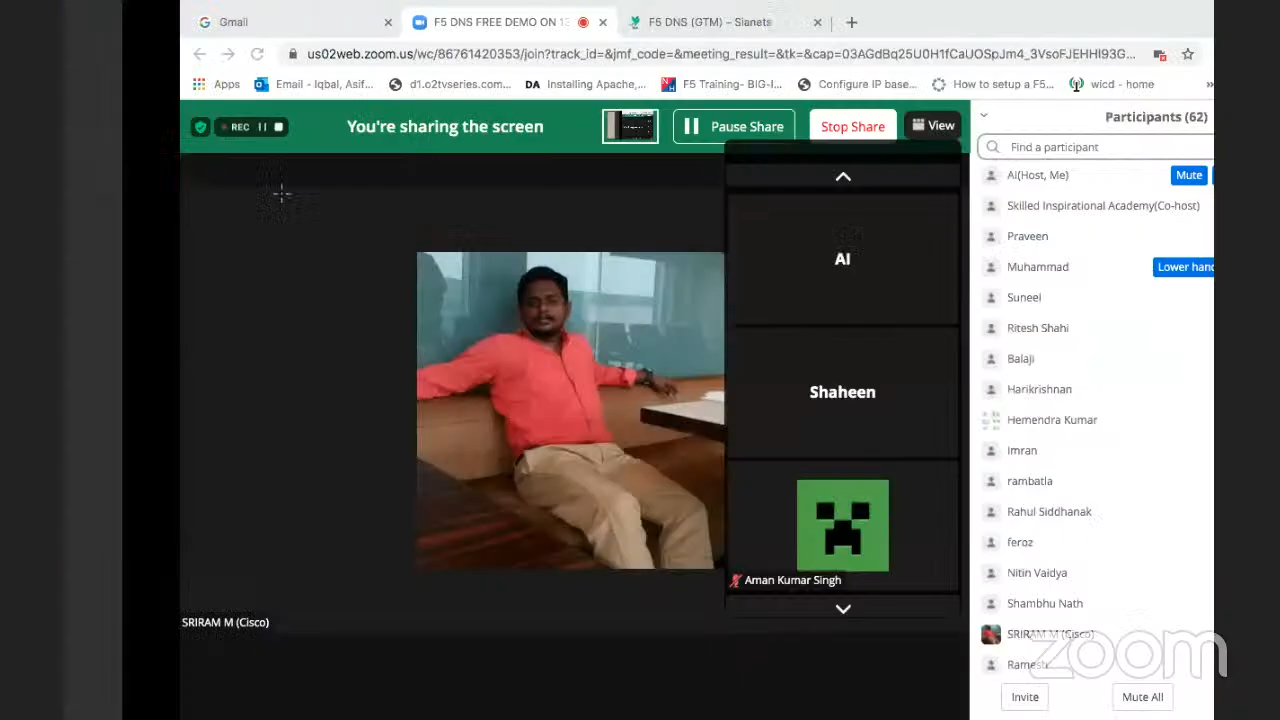 Gmail
F5 DNS FREE DEMO ON 13
F5 DNS (GTM) – Sianets
us02web.zoom.us/wc/86761420353/join?track_id=&jmf_code=&meeting_result=&tk=&cap=03AGdBq25U0H1fCaUOSpJm4_3VsoFJEHHl93G...
Apps
Email - Iqbal, Asif...
d1.o2tvseries.com...
DA Installing Apache,...
F5 Training- BIG-I...
Configure IP base...
How to setup a F5...
wicd - home
REC
You're sharing the screen
Pause Share
Stop Share
View
Participants (62)
Find a participant
AI(Host, Me)
Mute
Skilled Inspirational Academy(Co-host)
Praveen
Muhammad
Lower hand
Suneel
Ritesh Shahi
Balaji
Harikrishnan
Hemendra Kumar
Imran
rambatla
Rahul Siddhanak
feroz
Nitin Vaidya
Shambhu Nath
SRIRAM M (Cisco)
Ramesh
Invite
Mute All
AI
Shaheen
Aman Kumar Singh
SRIRAM M (Cisco)
zoom